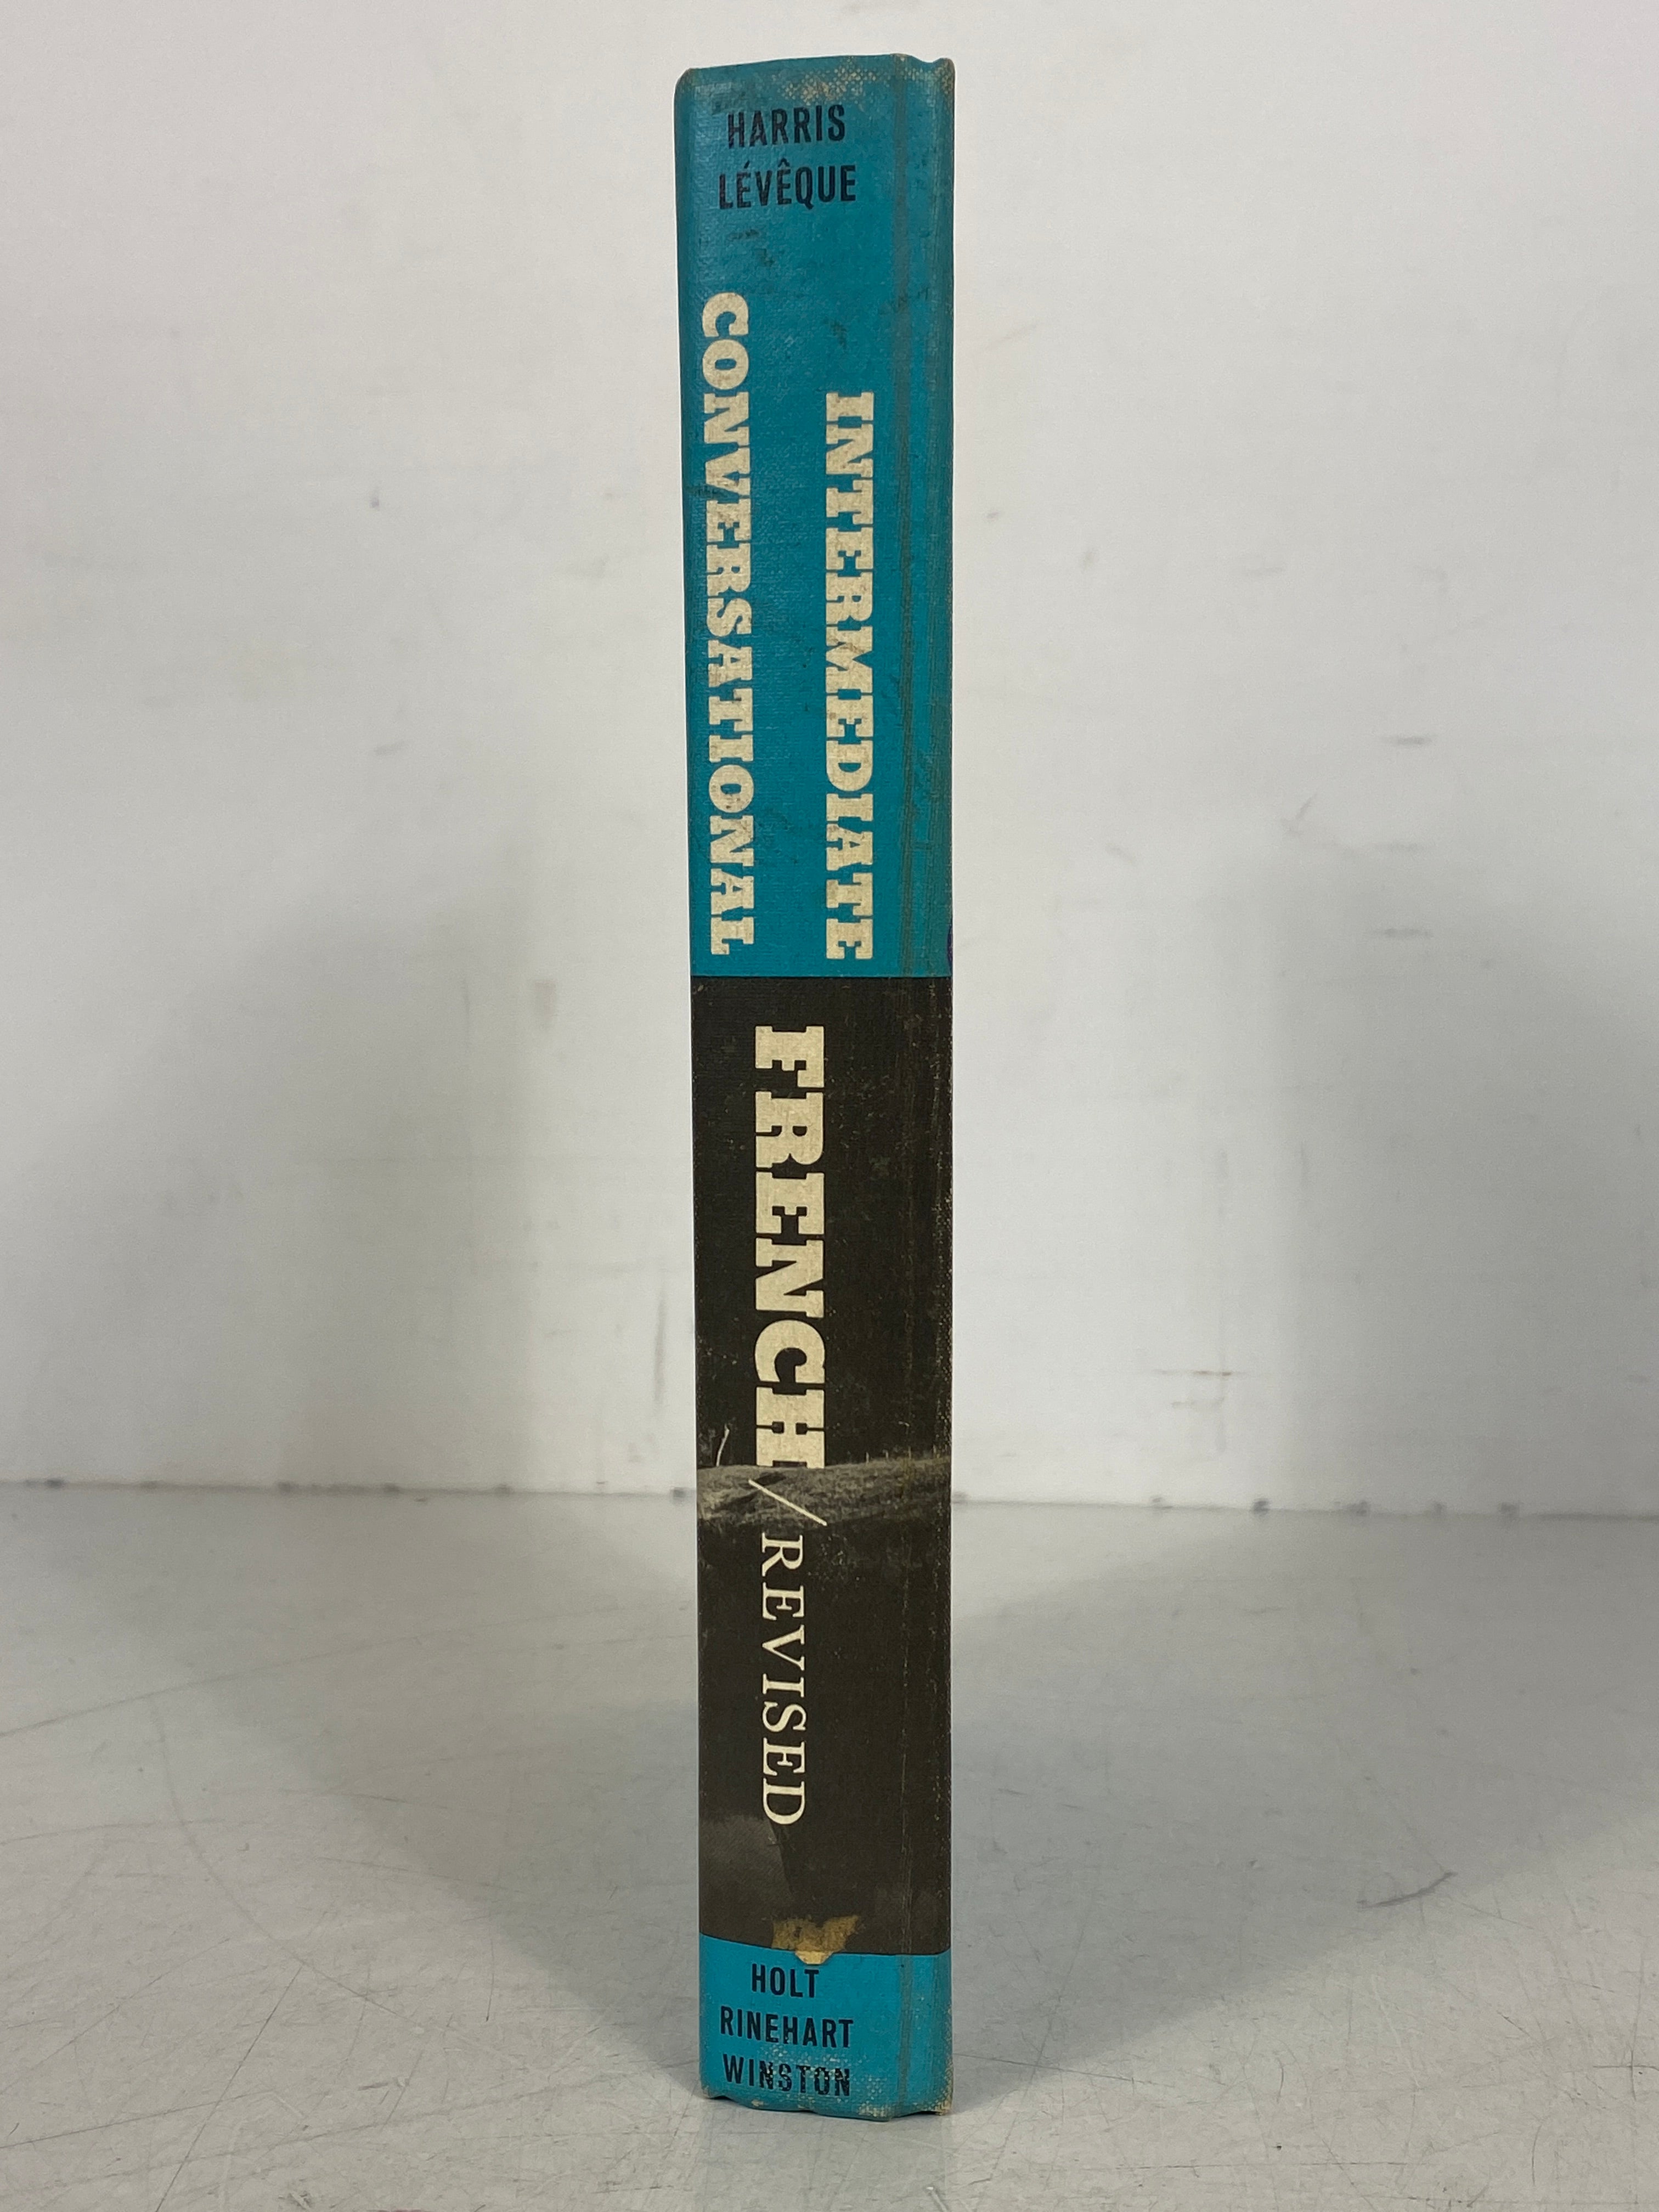 HARRIS
LÉVÊQUE
INTERMEDIATE
CONVERSATIONAL
FRENCH/REVISED
HOLT
RINEHART
WINSTON